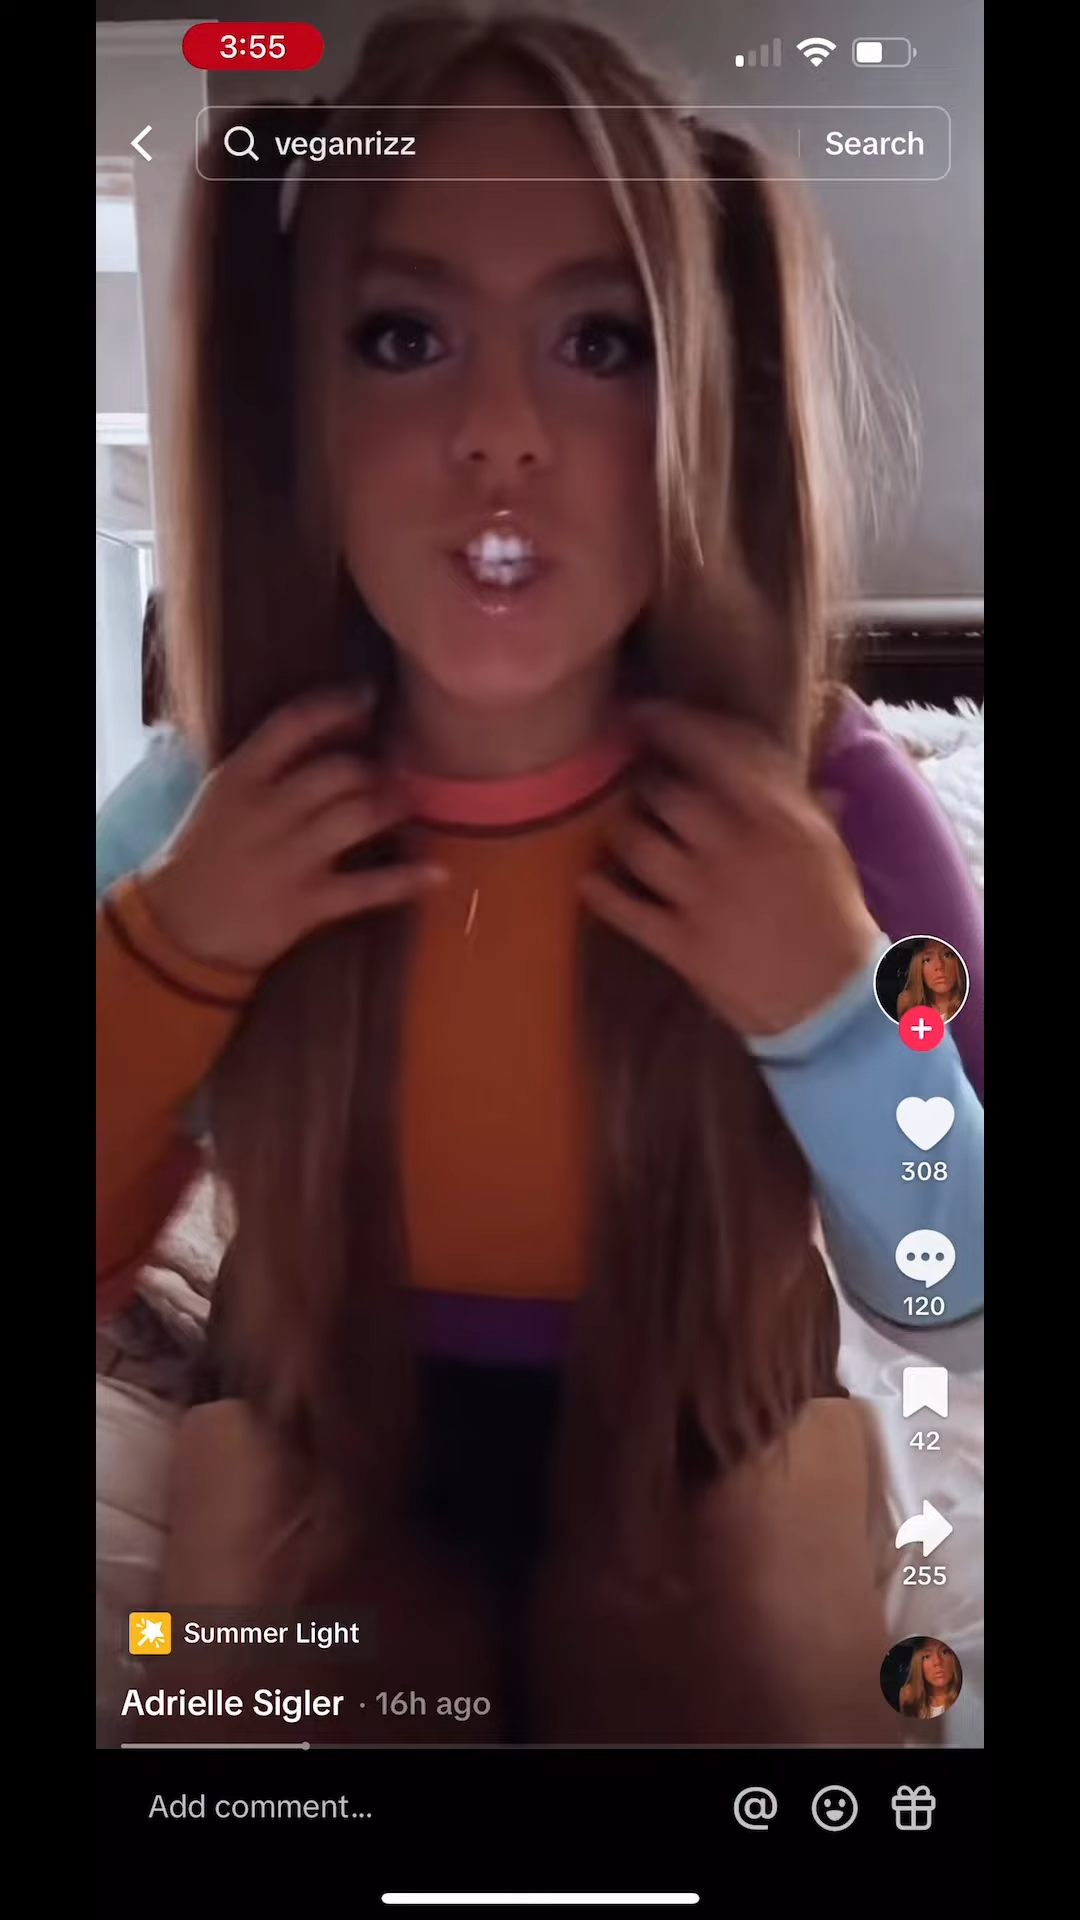 3:55
veganrizz
Search
308
120
42
255
Summer Light
Adrielle Sigler · 16h ago
Add comment...